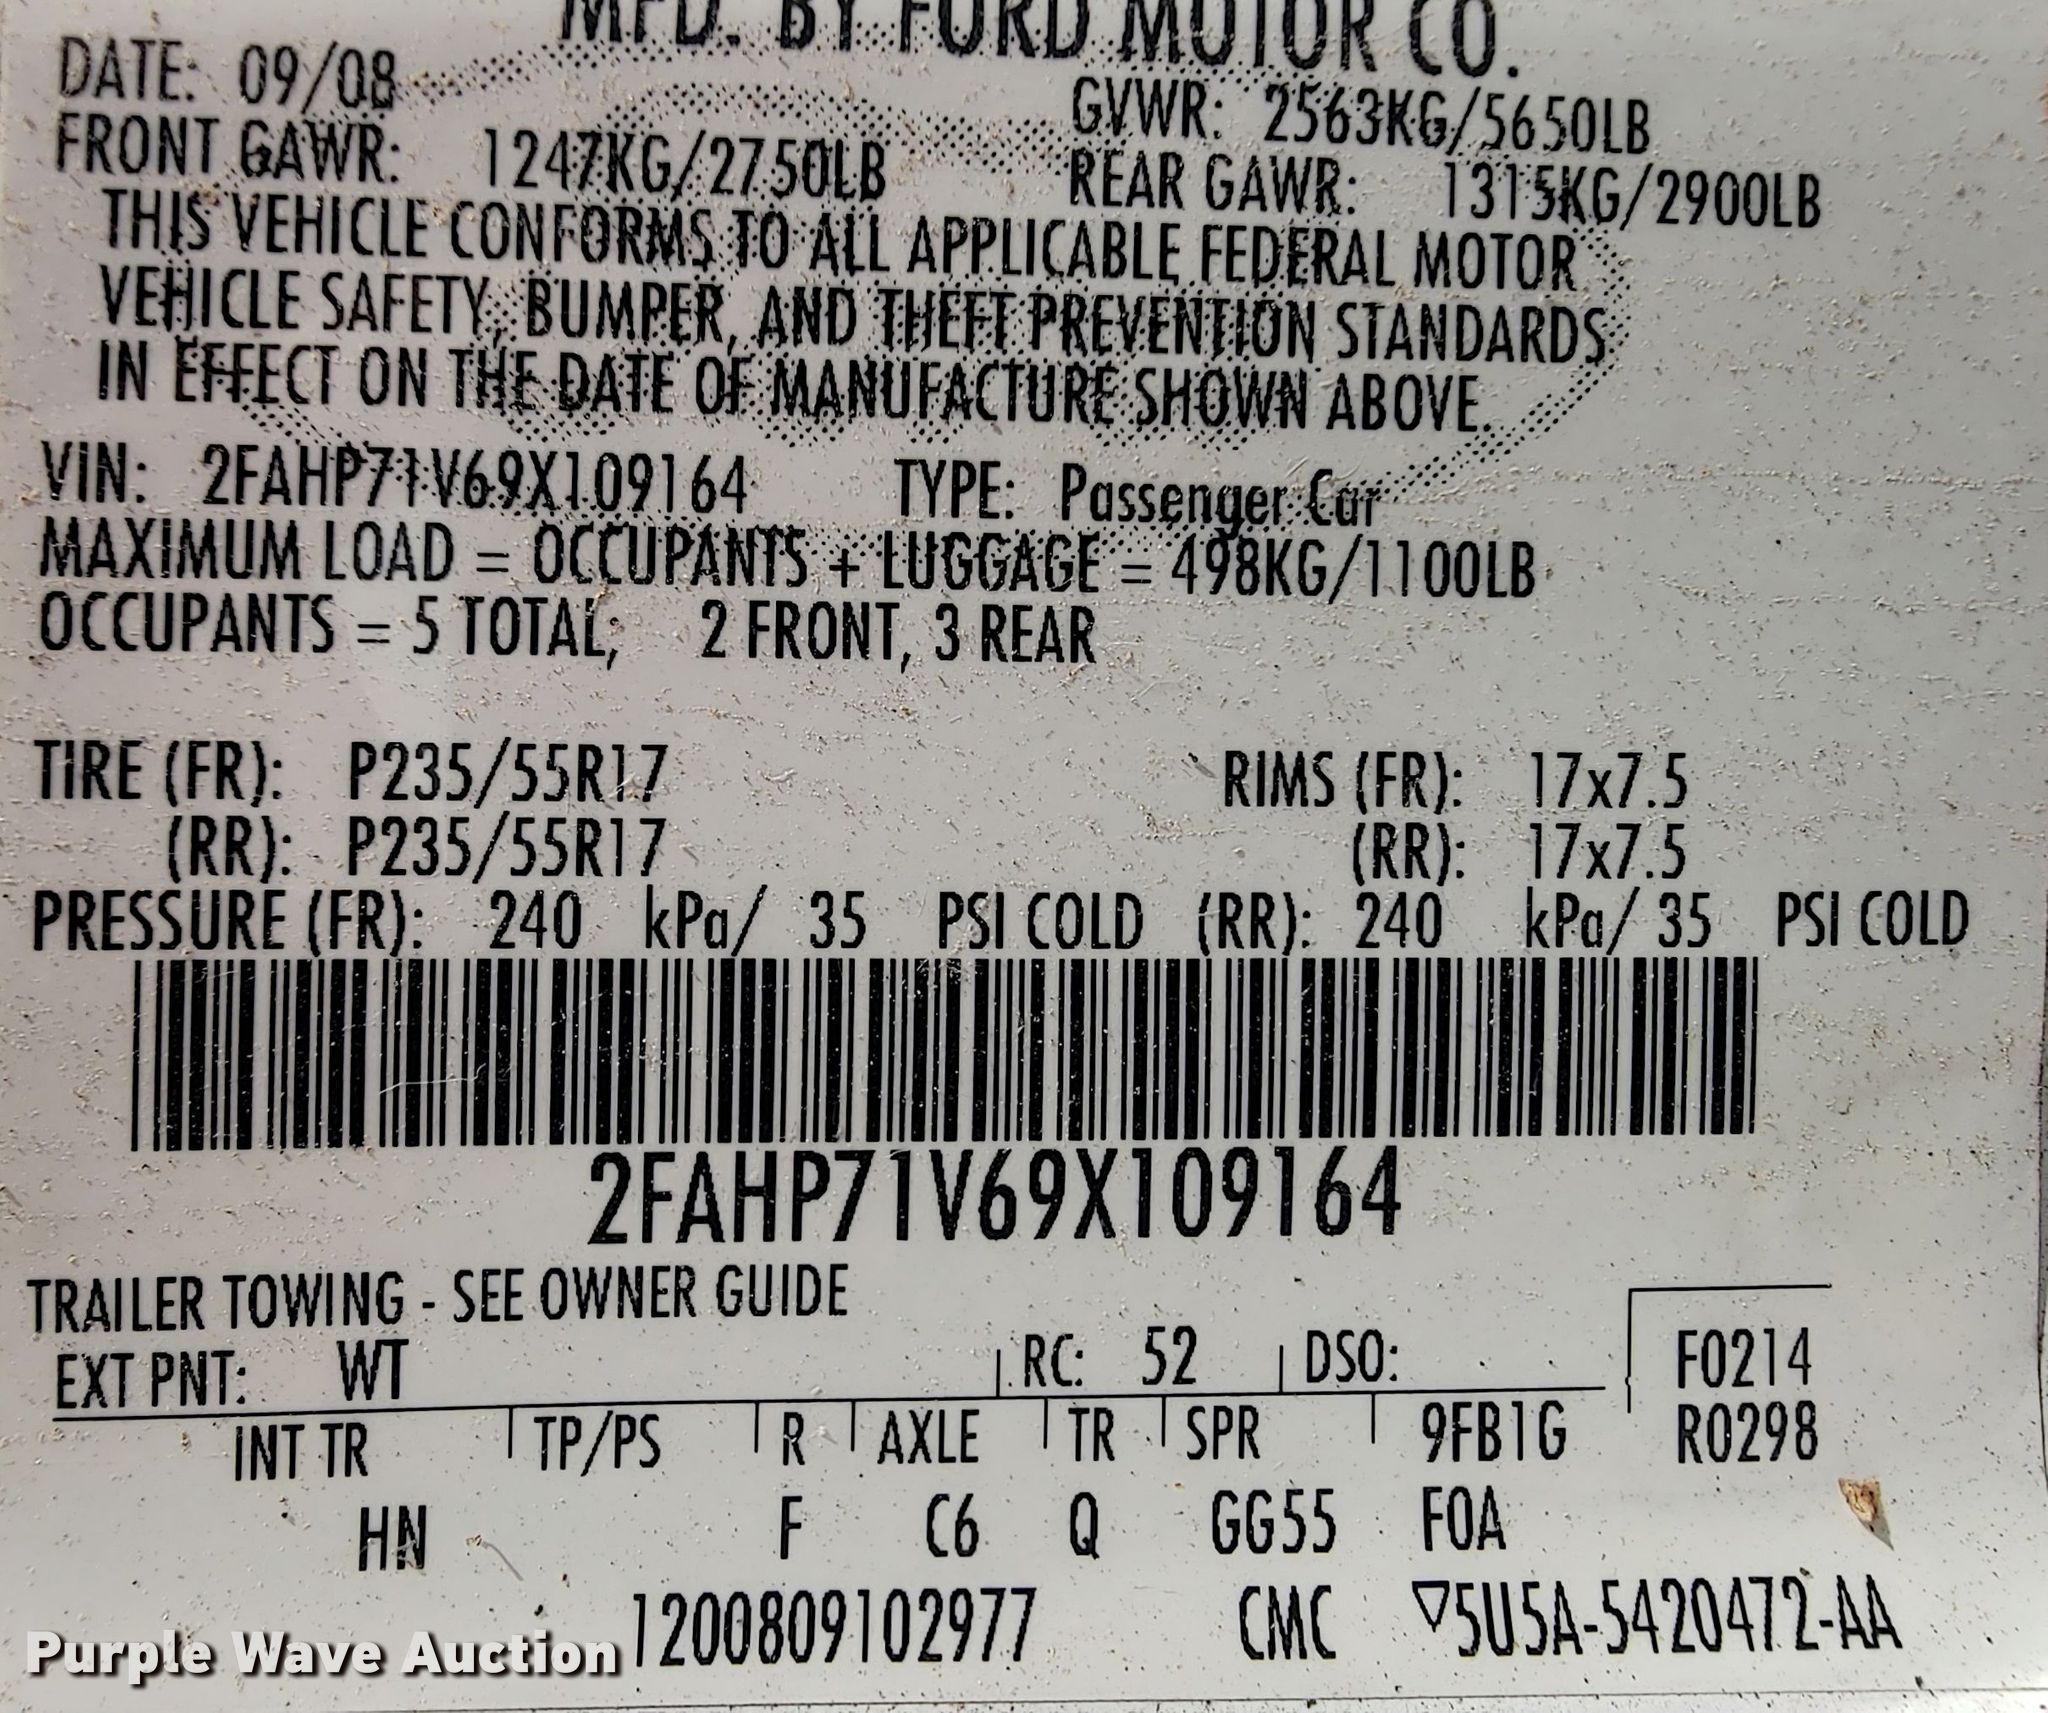 MFD. BY FORD MOTOR CO.
DATE: 09/08
GVWR: 2563KG/5650LB
FRONT GAWR: 1247KG/2750LB
REAR GAWR: 1315KG/2900LB
THIS VEHICLE CONFORMS TO ALL APPLICABLE FEDERAL MOTOR
VEHICLE SAFETY, BUMPER, AND THEFT PREVENTION STANDARDS
IN EFFECT ON THE DATE OF MANUFACTURE SHOWN ABOVE.
VIN: 2FAHP71V69X109164 TYPE: Passenger Car
MAXIMUM LOAD = OCCUPANTS + LUGGAGE = 498KG/1100LB
OCCUPANTS = 5 TOTAL; 2 FRONT, 3 REAR
TIRE (FR): P235/55R17 RIMS (FR): 17x7.5
(RR): P235/55R17 (RR): 17x7.5
PRESSURE (FR): 240 kPa/ 35 PSI COLD (RR): 240 kPa/ 35 PSI COLD
2FAHP71V69X109164
TRAILER TOWING - SEE OWNER GUIDE
EXT PNT: WT RC: 52 DSO: F0214
INT TR TP/PS R AXLE TR SPR 9FB1G R0298
HN F C6 Q GG55 FOA
1200809102977 CMC ▽5U5A-5420472-AA
Purple Wave Auction